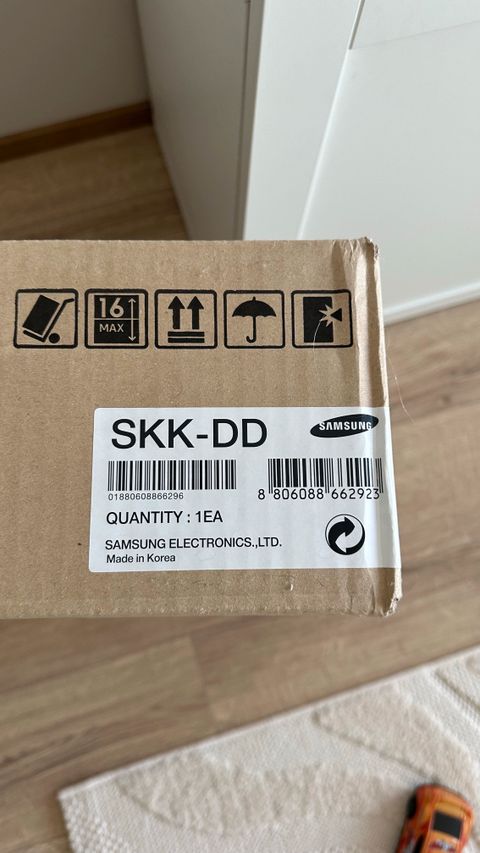 16
MAX
SKK-DD
SAMSUNG
01880608866296
8 806088 662923
QUANTITY : 1EA
SAMSUNG ELECTRONICS.,LTD.
Made in Korea